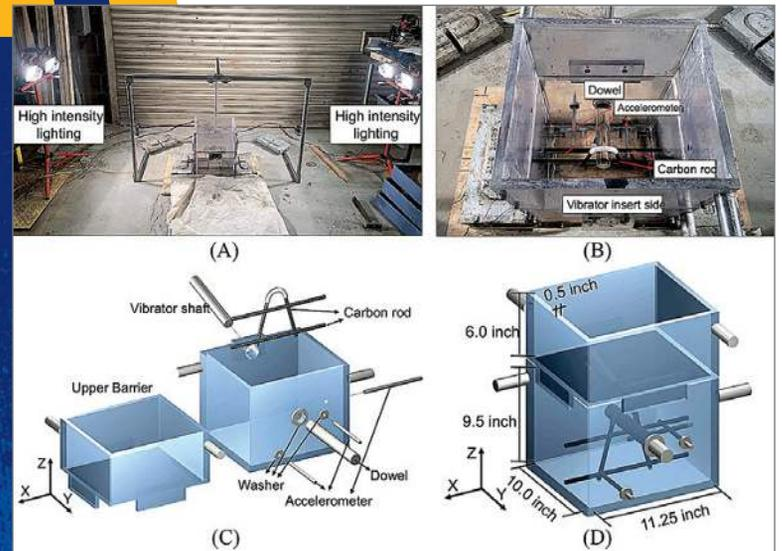 High intensity
lighting
High intensity
lighting
(A)
Dowel
Accelerometer
Carbon rod
Vibrator insert side
(B)
Vibrator shaft
Carbon rod
Upper Barrier
Washer
Dowel
Accelerometer
Z
X
Y
(C)
0.5 inch
6.0 inch
9.5 inch
10.0 inch
11.25 inch
Z
X
Y
(D)